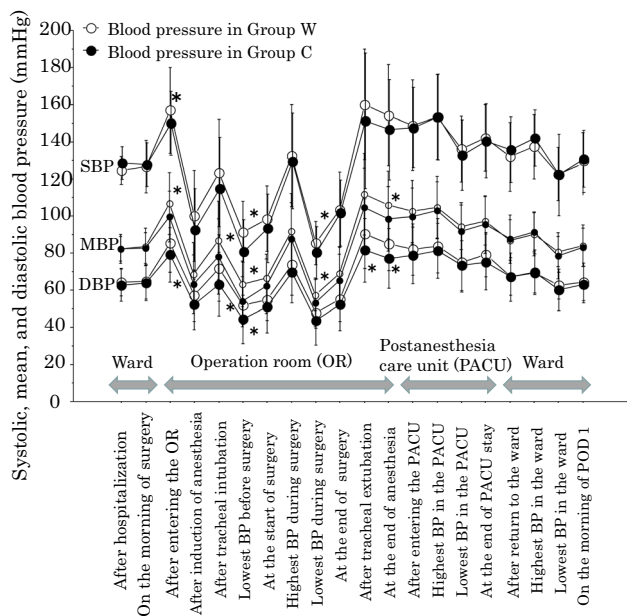 Blood pressure in Group W
Blood pressure in Group C
Systolic, mean, and diastolic blood pressure (mmHg)
200
180
160
140
120
100
80
60
40
20
0
SBP
MBP
DBP
*
*
*
*
*
*
*
*
*
*
*
*
*
Ward
Operation room (OR)
Postanesthesia
care unit (PACU)
Ward
After hospitalization
On the morning of surgery
After entering the OR
After induction of anesthesia
After tracheal intubation
Lowest BP before surgery
At the start of surgery
Highest BP during surgery
Lowest BP during surgery
At the end of surgery
After tracheal extubation
At the end of anesthesia
After entering the PACU
Highest BP in the PACU
Lowest BP in the PACU
At the end of PACU stay
After return to the ward
Highest BP in the ward
Lowest BP in the ward
On the morning of POD 1